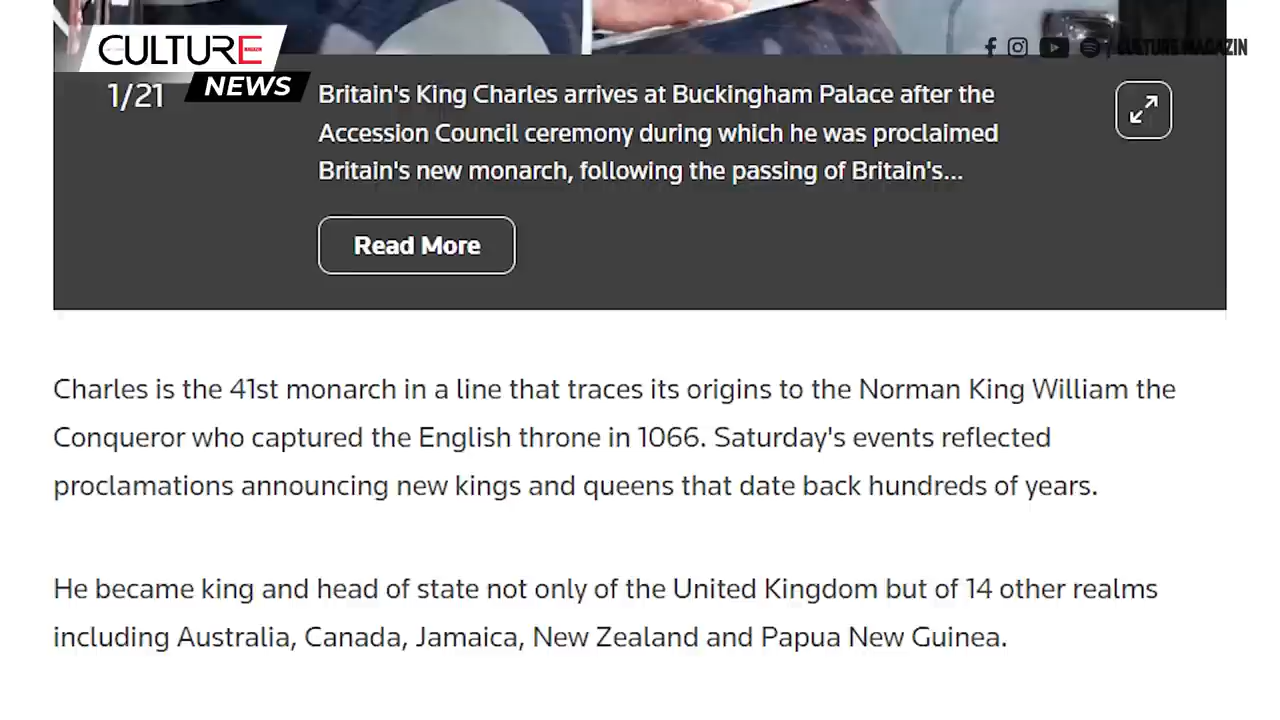 CULTURE
NEWS
/ CULTURE MAGAZIN
1/21
Britain's King Charles arrives at Buckingham Palace after the
Accession Council ceremony during which he was proclaimed
Britain's new monarch, following the passing of Britain's...
Read More
Charles is the 41st monarch in a line that traces its origins to the Norman King William the
Conqueror who captured the English throne in 1066. Saturday's events reflected
proclamations announcing new kings and queens that date back hundreds of years.
He became king and head of state not only of the United Kingdom but of 14 other realms
including Australia, Canada, Jamaica, New Zealand and Papua New Guinea.